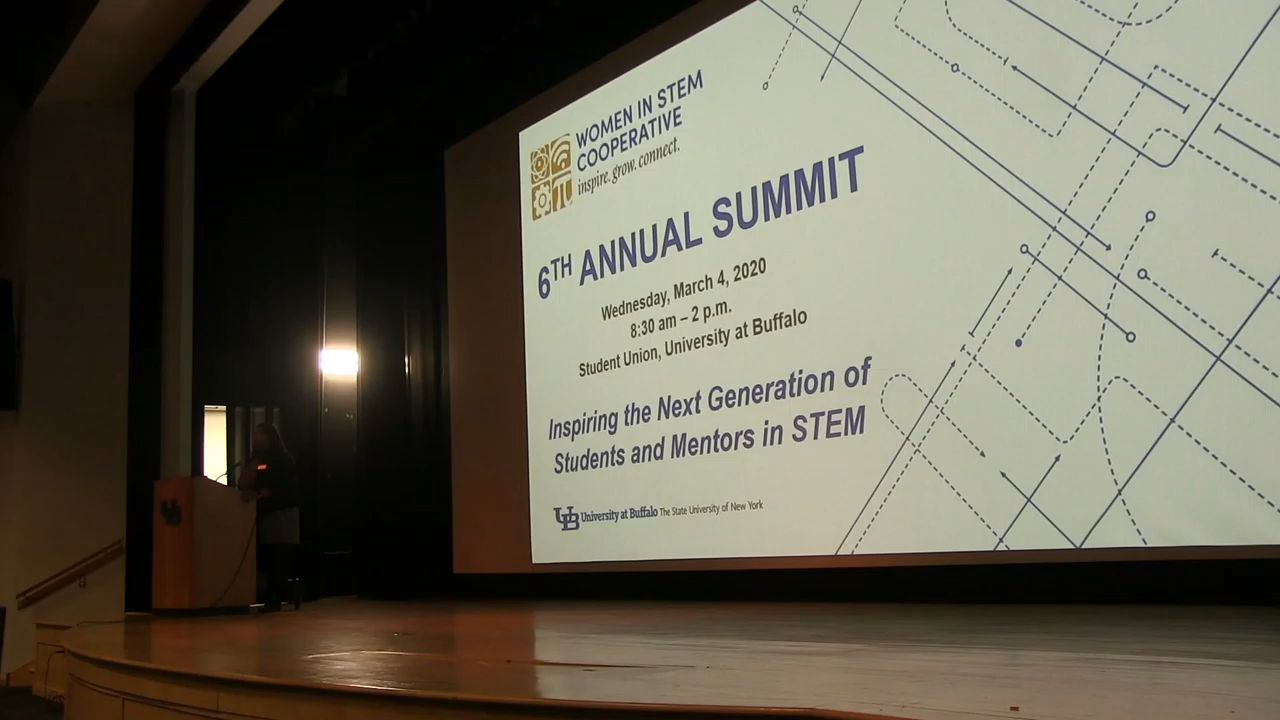 WOMEN IN STEM
COOPERATIVE
inspire. grow. connect.
6TH ANNUAL SUMMIT
Wednesday, March 4, 2020
8:30 am – 2 p.m.
Student Union, University at Buffalo
Inspiring the Next Generation of
Students and Mentors in STEM
UB University at Buffalo The State University of New York
UB